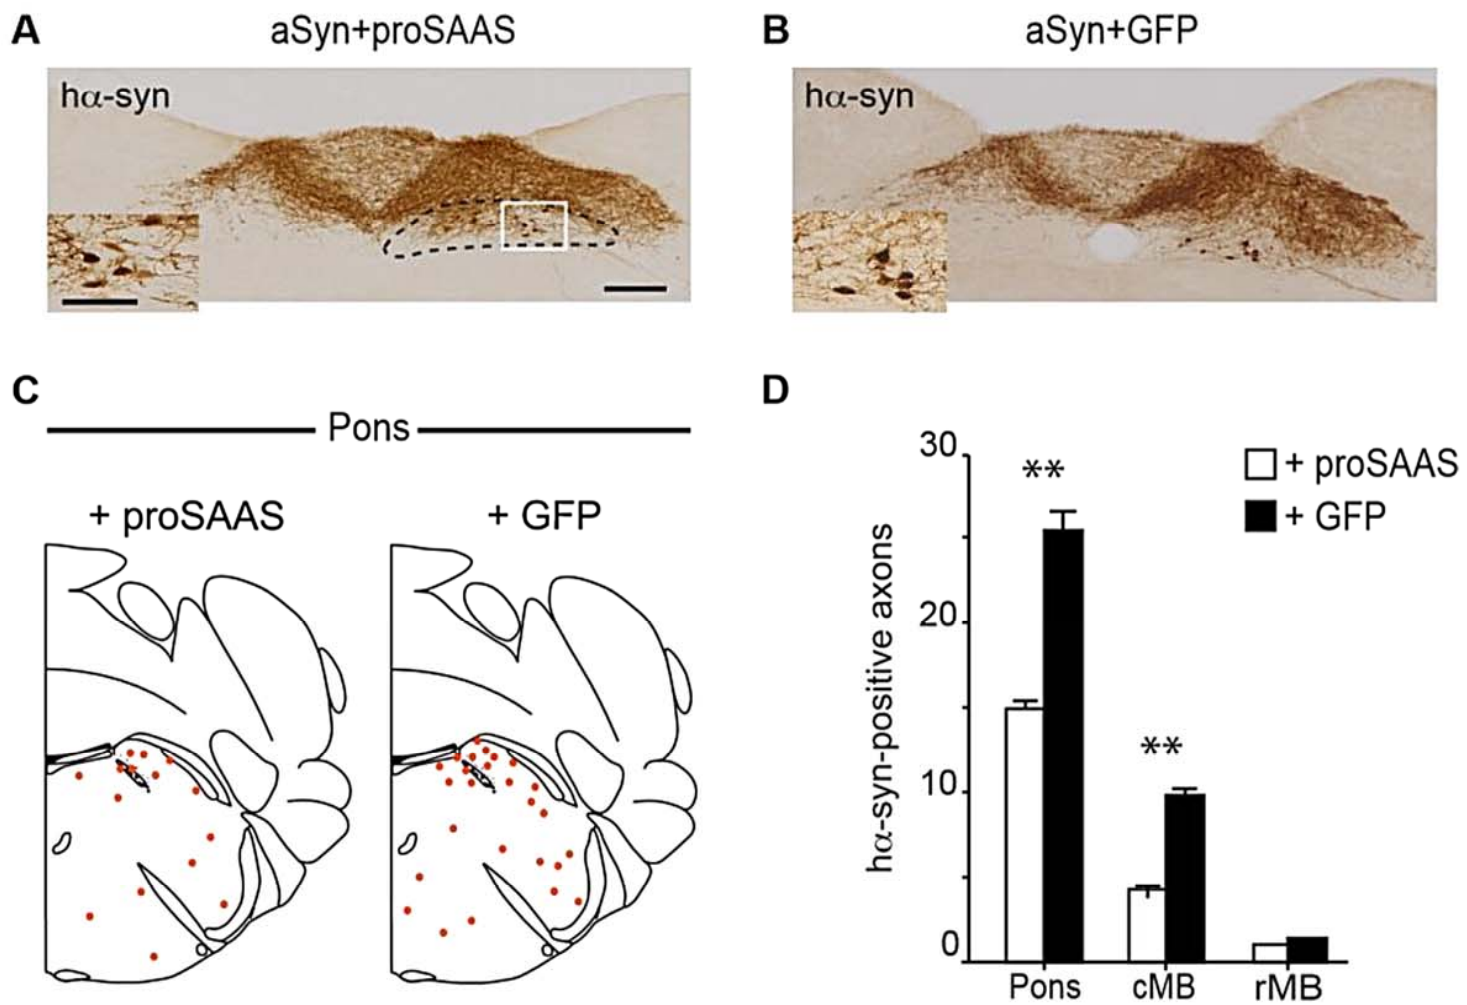 A
aSyn+proSAAS
hα-syn
B
aSyn+GFP
hα-syn
C
Pons
+ proSAAS
+ GFP
D
hα-syn-positive axons
30
20
10
0
**
**
+ proSAAS
+ GFP
Pons
cMB
rMB